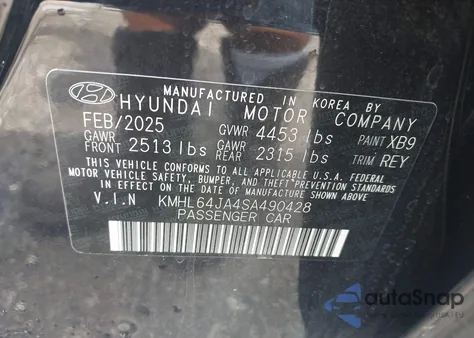 MANUFACTURED IN KOREA BY
HYUNDAI MOTOR COMPANY
FEB/2025 GVWR 4453 lbs PAINT XB9
GAWR FRONT 2513 lbs GAWR REAR 2315 lbs TRIM REY
THIS VEHICLE CONFORMS TO ALL APPLICABLE U.S.A. FEDERAL
MOTOR VEHICLE SAFETY, BUMPER, AND THEFT PREVENTION STANDARDS
IN EFFECT ON THE DATE OF MANUFACTURE SHOWN ABOVE.
V.I.N KMHL64JA4SA490428
PASSENGER CAR
autoSnap